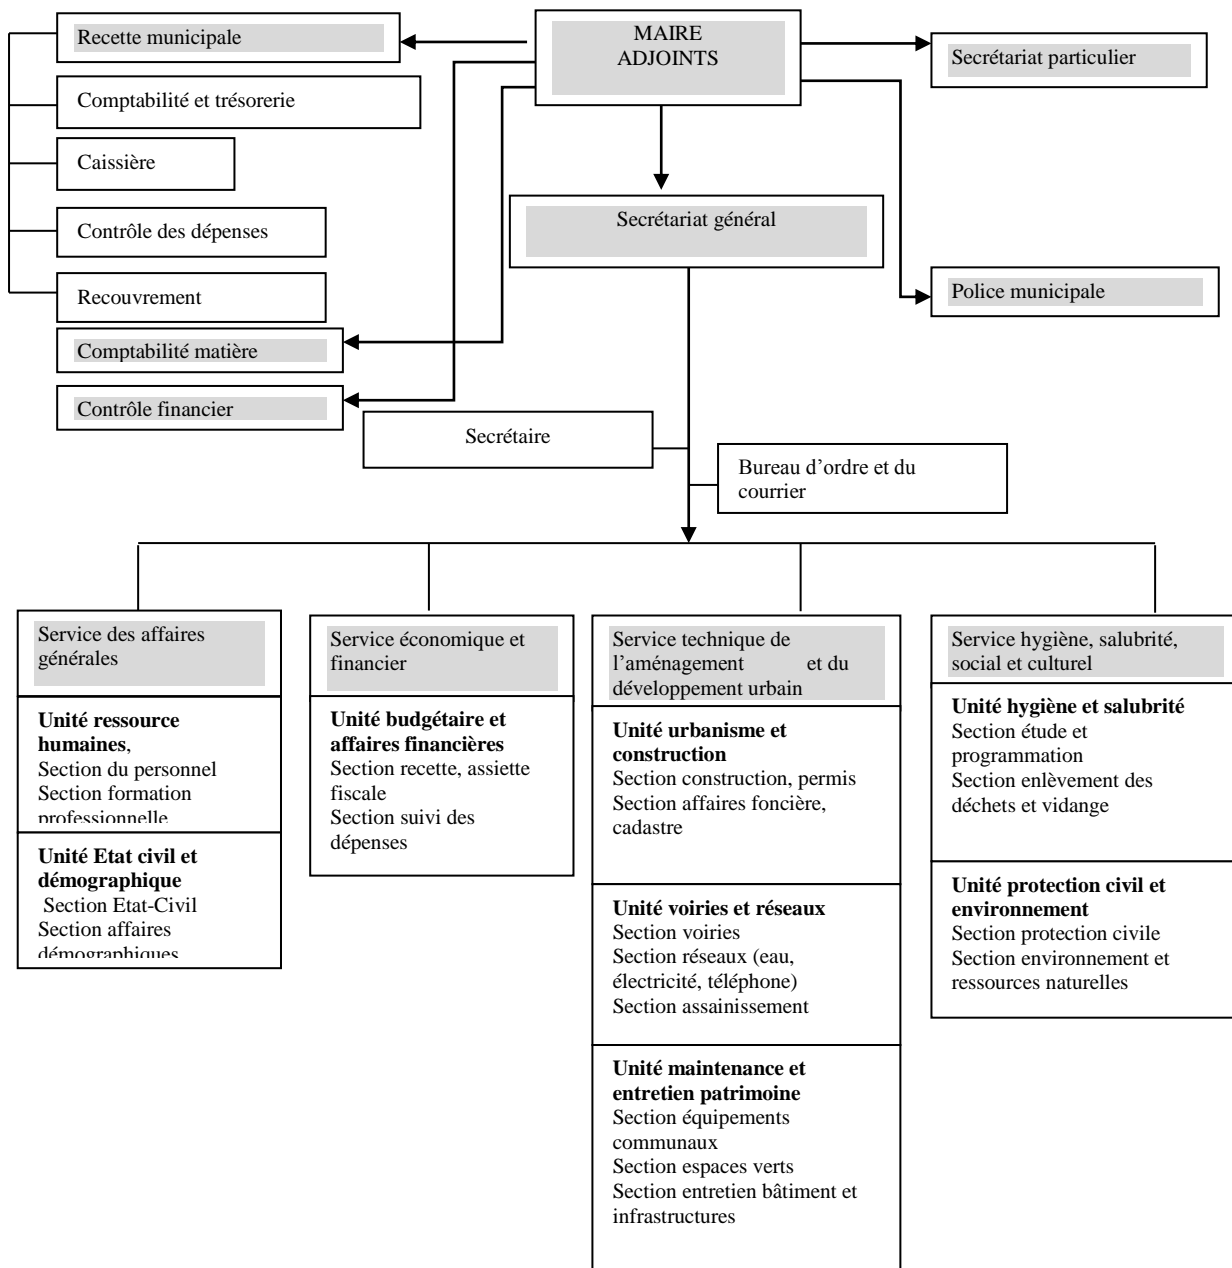 MAIRE
ADJOINTS
Recette municipale
Secrétariat particulier
Comptabilité et trésorerie
Caissière
Contrôle des dépenses
Recouvrement
Secrétariat général
Police municipale
Comptabilité matière
Contrôle financier
Secrétaire
Bureau d’ordre et du
courrier
Service des affaires
générales
Unité ressource
humaines,
Section du personnel
Section formation
professionnelle
Unité Etat civil et
démographique
Section Etat-Civil
Section affaires
démographiques
Service économique et
financier
Unité budgétaire et
affaires financières
Section recette, assiette
fiscale
Section suivi des
dépenses
Service technique de
l’aménagement et du
développement urbain
Unité urbanisme et
construction
Section construction, permis
Section affaires foncière,
cadastre
Unité voiries et réseaux
Section voiries
Section réseaux (eau,
électricité, téléphone)
Section assainissement
Unité maintenance et
entretien patrimoine
Section équipements
communaux
Section espaces verts
Section entretien bâtiment et
infrastructures
Service hygiène, salubrité,
social et culturel
Unité hygiène et salubrité
Section étude et
programmation
Section enlèvement des
déchets et vidange
Unité protection civil et
environnement
Section protection civile
Section environnement et
ressources naturelles